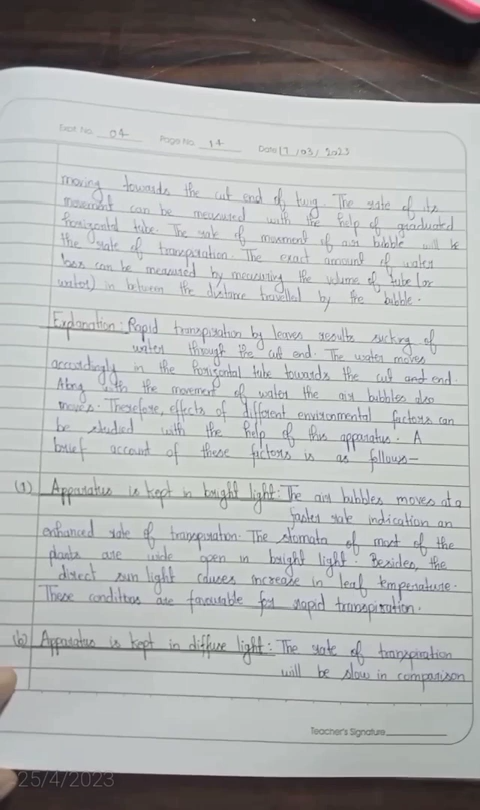 Expt. No. 04 Page No. 14 Date 17/03/2023
moving towards the cut end of twig. The rate of its
movement can be measured with the help of graduated
horizontal tube. The rate of movment of air bubble will be
the rate of transpiration. The exact amount of water
loss can be measured by measuring the volume of tube (or
water) in between the distance travelled by the bubble.
Explanation: Rapid transpiration by leaves results sucking of
water through the cut end. The water moves
accordingly in the horizontal tube towards the cut end end.
Along with the movement of water the air bubbles also
moves. Therefore, effects of different environmental factors can
be studied with the help of this apparatus. A
brief account of these factors is as follows-
(a) Apparatus is kept in bright light: The air bubbles moves at a
faster rate indication an
enhanced rate of transpiration. The stomata of most of the
plants are wide open in bright light. Besides, the
direct sun light causes increase in leaf temperature.
These conditions are favourable for rapid transpiration.
(b) Apparatus is kept in diffuse light: The rate of transpiration
will be slow in comparison
Teacher's Signature
25/4/2023